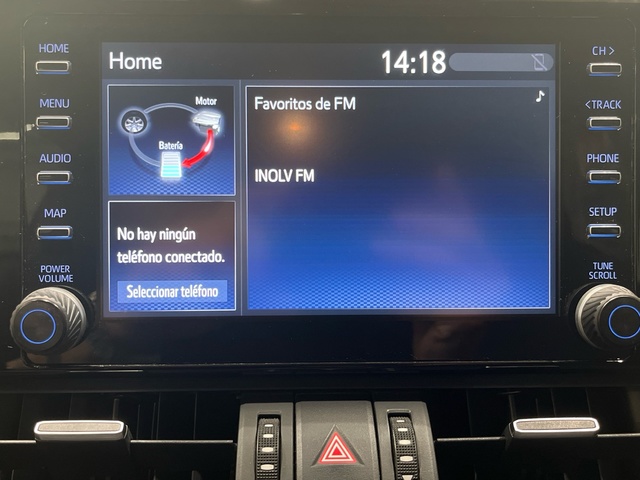 HOME
MENU
AUDIO
MAP
POWER
VOLUME
Home
14:18
Motor
Batería
No hay ningún
teléfono conectado.
Seleccionar teléfono
Favoritos de FM
INOLV FM
CH >
<TRACK
PHONE
SETUP
TUNE
SCROLL